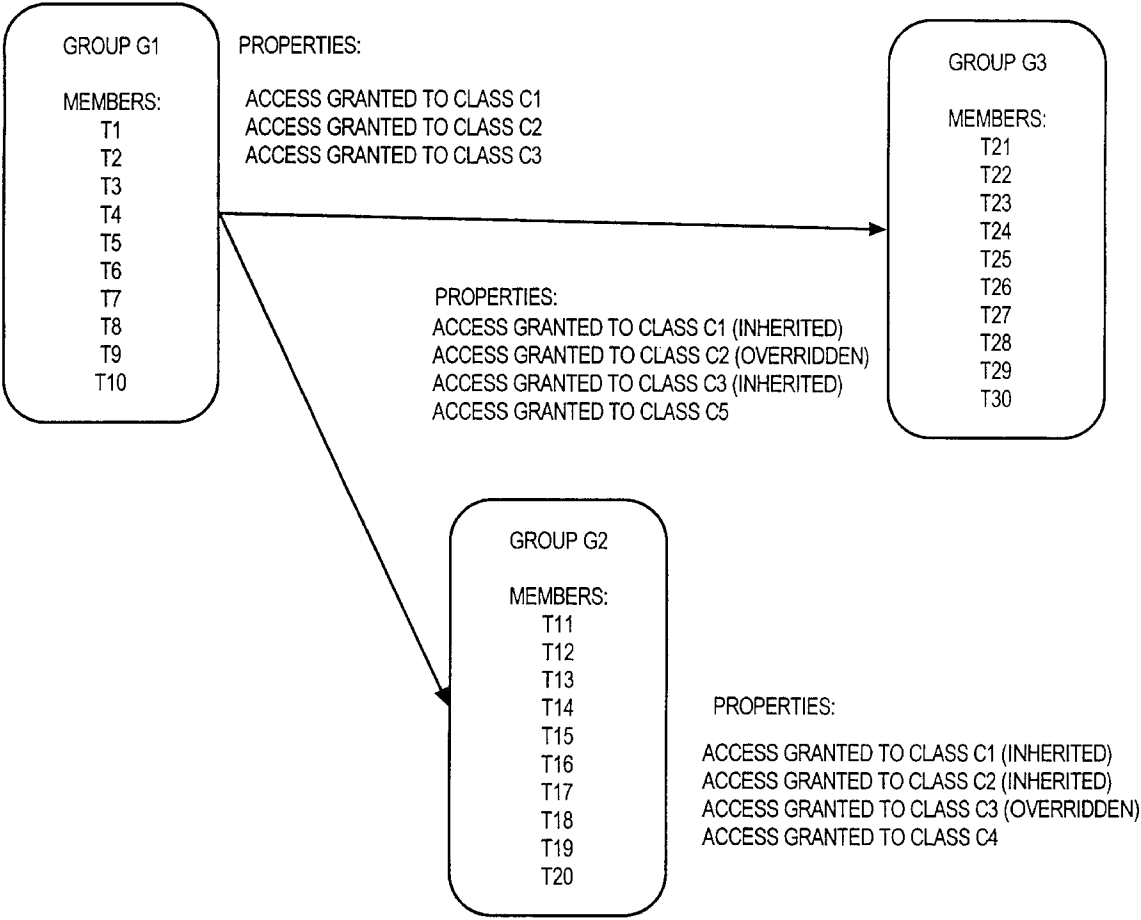 GROUP G1
MEMBERS:
T1
T2
T3
T4
T5
T6
T7
T8
T9
T10
PROPERTIES:
ACCESS GRANTED TO CLASS C1
ACCESS GRANTED TO CLASS C2
ACCESS GRANTED TO CLASS C3
GROUP G3
MEMBERS:
T21
T22
T23
T24
T25
T26
T27
T28
T29
T30
PROPERTIES:
ACCESS GRANTED TO CLASS C1 (INHERITED)
ACCESS GRANTED TO CLASS C2 (OVERRIDDEN)
ACCESS GRANTED TO CLASS C3 (INHERITED)
ACCESS GRANTED TO CLASS C5
GROUP G2
MEMBERS:
T11
T12
T13
T14
T15
T16
T17
T18
T19
T20
PROPERTIES:
ACCESS GRANTED TO CLASS C1 (INHERITED)
ACCESS GRANTED TO CLASS C2 (INHERITED)
ACCESS GRANTED TO CLASS C3 (OVERRIDDEN)
ACCESS GRANTED TO CLASS C4